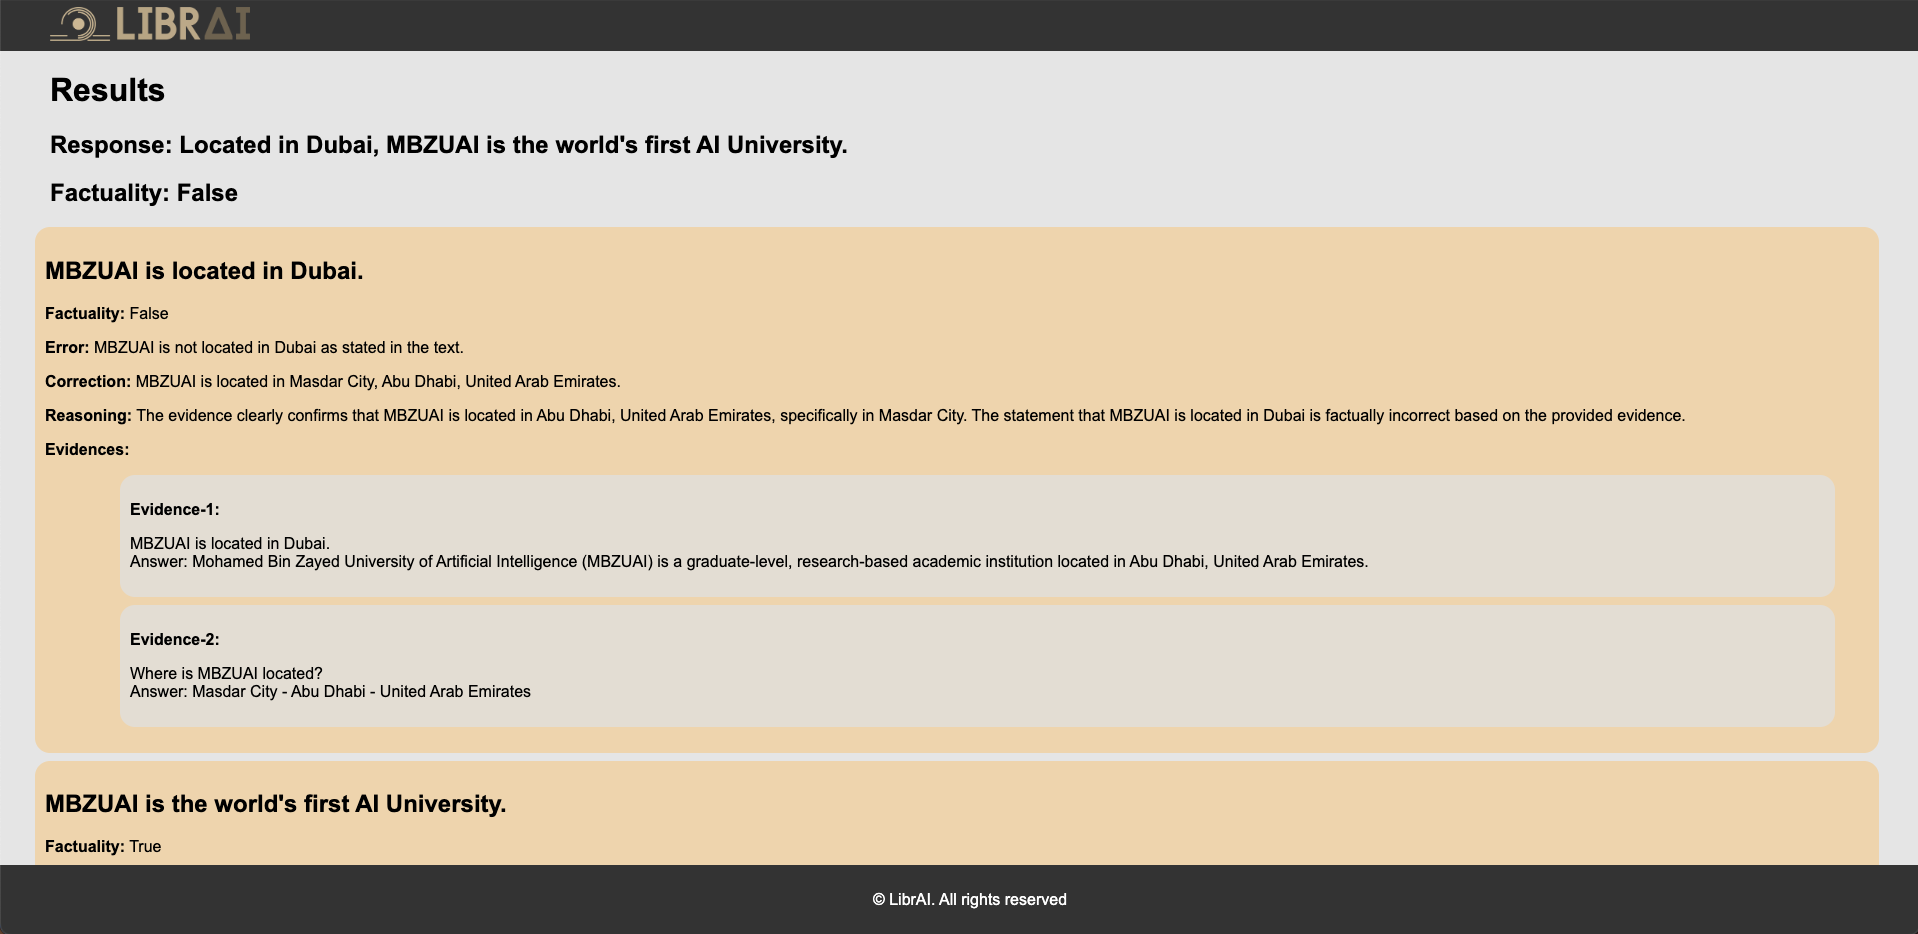 LIBRAI
Results
Response: Located in Dubai, MBZUAI is the world's first AI University.
Factuality: False
MBZUAI is located in Dubai.
Factuality: False
Error: MBZUAI is not located in Dubai as stated in the text.
Correction: MBZUAI is located in Masdar City, Abu Dhabi, United Arab Emirates.
Reasoning: The evidence clearly confirms that MBZUAI is located in Abu Dhabi, United Arab Emirates, specifically in Masdar City. The statement that MBZUAI is located in Dubai is factually incorrect based on the provided evidence.
Evidences:
Evidence-1:
MBZUAI is located in Dubai.
Answer: Mohamed Bin Zayed University of Artificial Intelligence (MBZUAI) is a graduate-level, research-based academic institution located in Abu Dhabi, United Arab Emirates.
Evidence-2:
Where is MBZUAI located?
Answer: Masdar City - Abu Dhabi - United Arab Emirates
MBZUAI is the world's first AI University.
Factuality: True
© LibrAI. All rights reserved